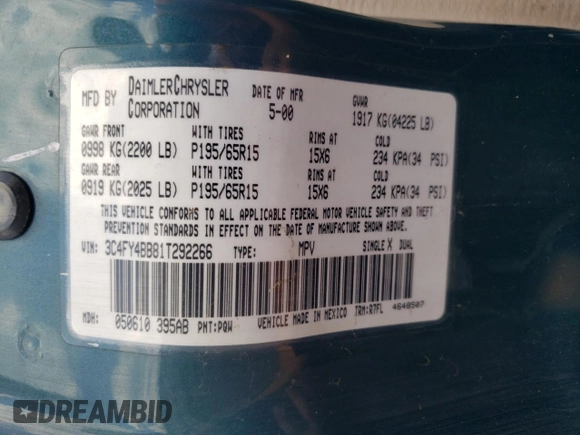 MFD BY DAIMLERCHRYSLER CORPORATION DATE OF MFR 5-00 GVWR 1917 KG(04225 LB)
GAWR FRONT WITH TIRES RIMS AT COLD
0998 KG(2200 LB) P195/65R15 15X6 234 KPA(34 PSI)
GAWR REAR WITH TIRES RIMS AT COLD
0919 KG(2025 LB) P195/65R15 15X6 234 KPA(34 PSI)
THIS VEHICLE CONFORMS TO ALL APPLICABLE FEDERAL MOTOR VEHICLE SAFETY AND THEFT
PREVENTION STANDARDS IN EFFECT ON THE DATE OF MANUFACTURE SHOWN ABOVE.
VIN: 3C4FY4BB81T292266 TYPE: MPV SINGLE X DUAL
MDH: 050610 395AB PNT:PQW VEHICLE MADE IN MEXICO TRM:R7FL 4648507
DREAMBID